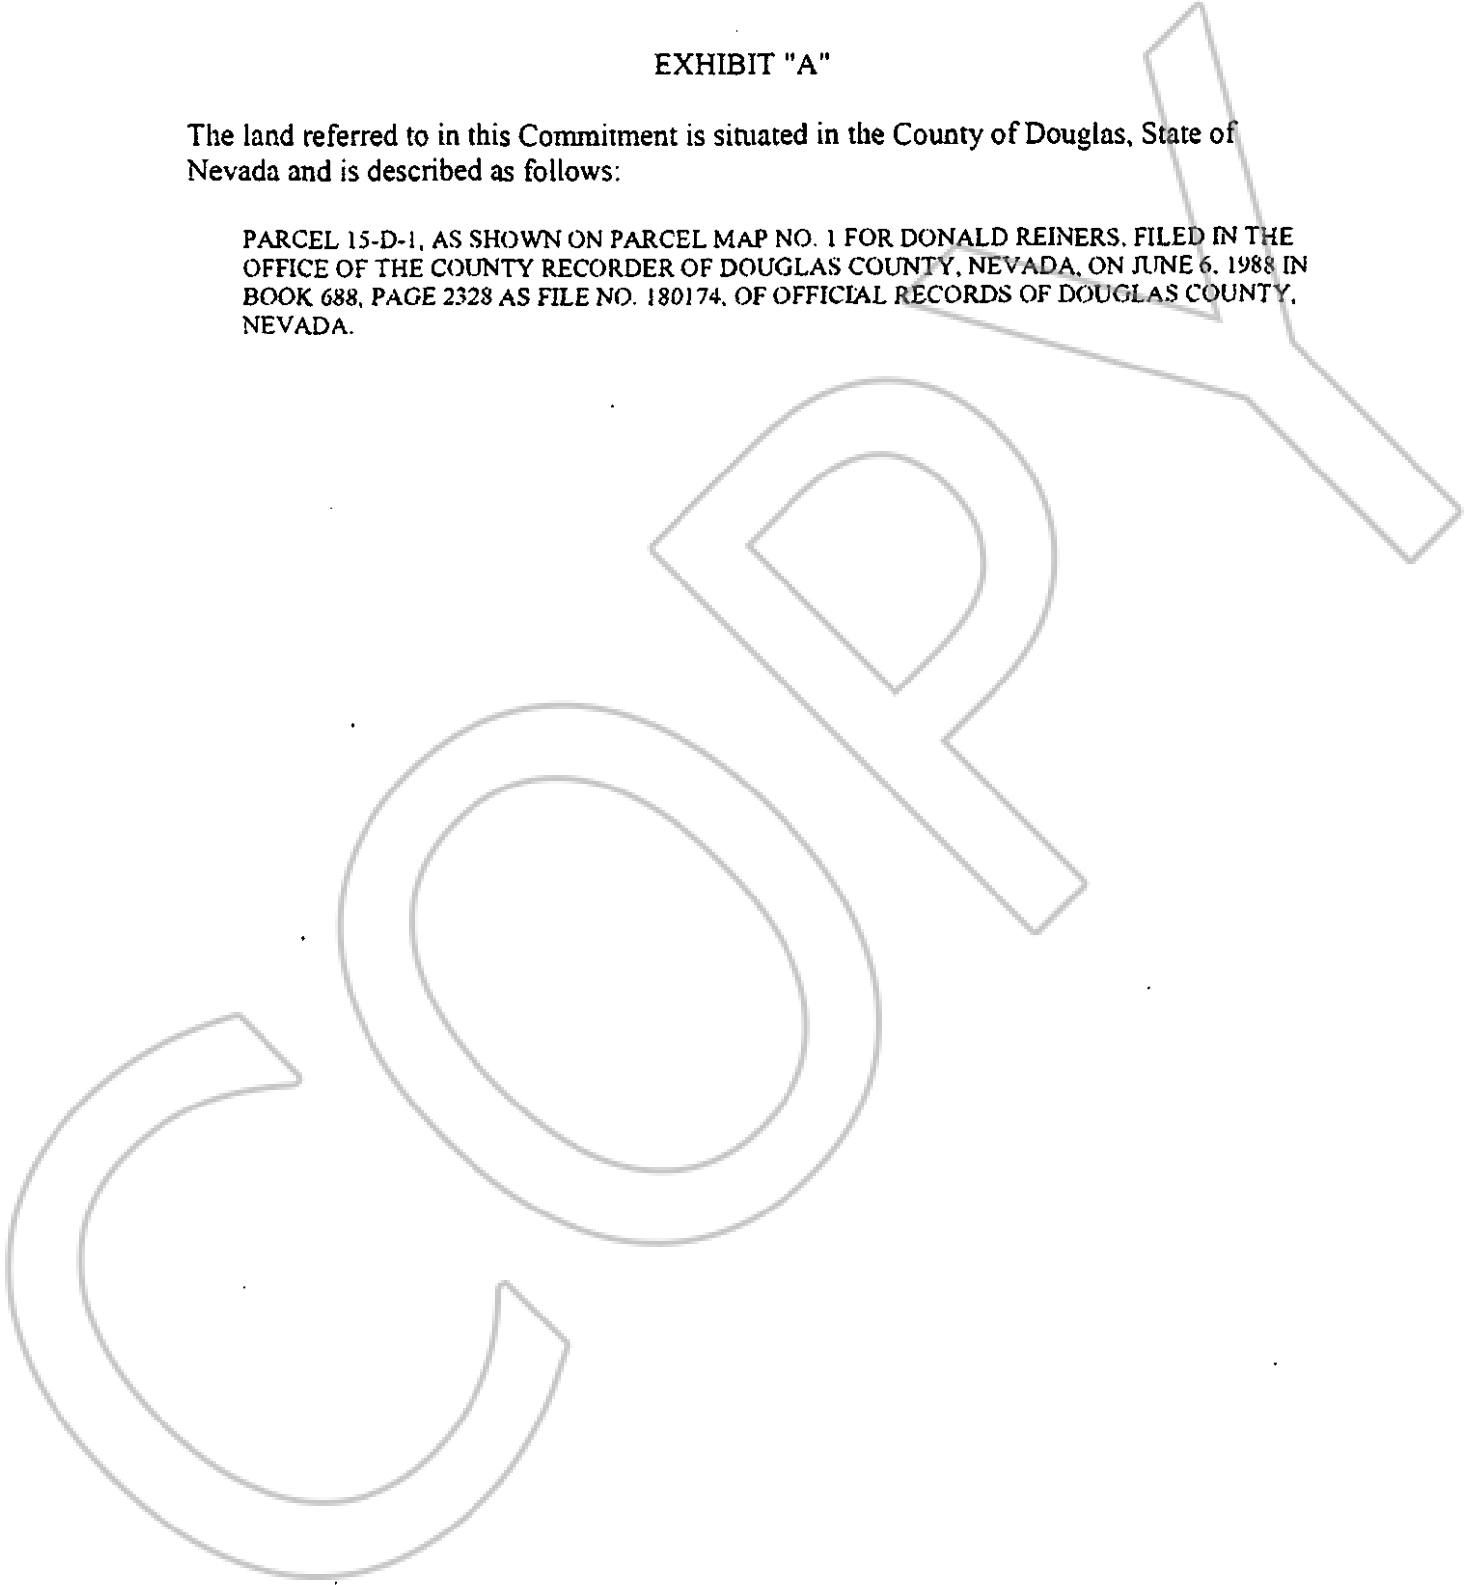 EXHIBIT "A"
The land referred to in this Commitment is situated in the County of Douglas, State of
Nevada and is described as follows:
PARCEL 15-D-1, AS SHOWN ON PARCEL MAP NO. 1 FOR DONALD REINERS, FILED IN THE
OFFICE OF THE COUNTY RECORDER OF DOUGLAS COUNTY, NEVADA, ON JUNE 6, 1988 IN
BOOK 688, PAGE 2328 AS FILE NO. 180174, OF OFFICIAL RECORDS OF DOUGLAS COUNTY,
NEVADA.
COPY